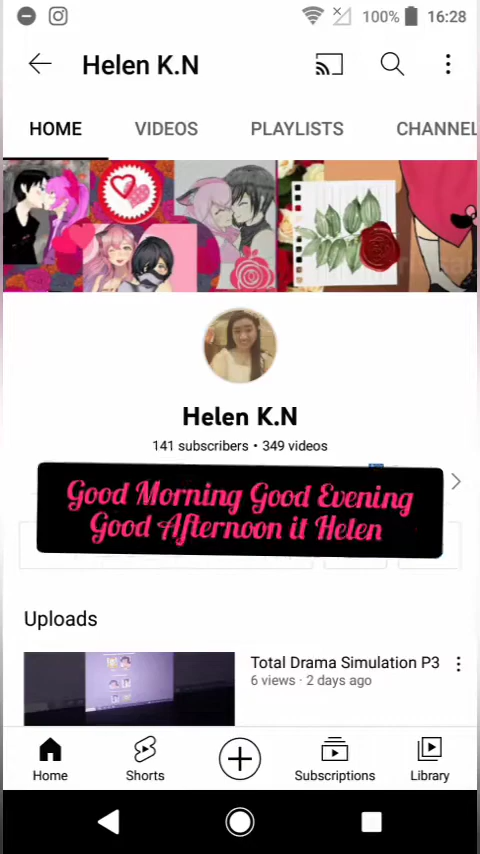 100% 16:28
Helen K.N
HOME VIDEOS PLAYLISTS CHANNEL
Helen K.N
141 subscribers • 349 videos
Good Morning Good Evening
Good Afternoon it Helen
Uploads
Total Drama Simulation P3
6 views · 2 days ago
Home Shorts Subscriptions Library